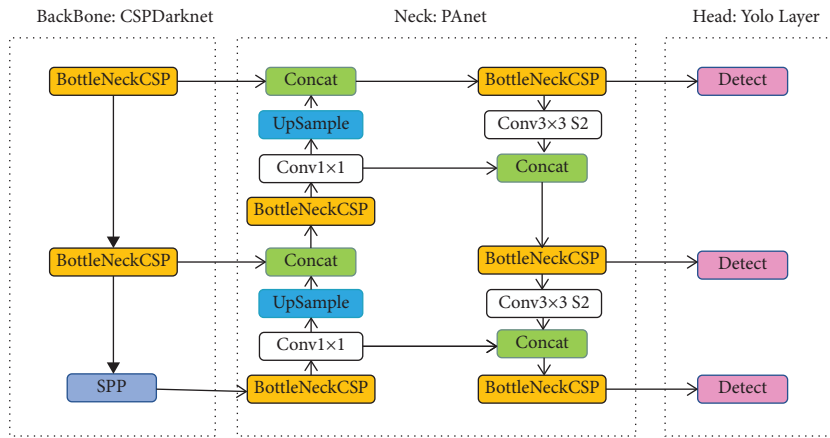 BackBone: CSPDarknet
Neck: PAnet
Head: Yolo Layer
BottleNeckCSP
Concat
BottleNeckCSP
Detect
UpSample
Conv3×3 S2
Conv1×1
Concat
BottleNeckCSP
BottleNeckCSP
Concat
BottleNeckCSP
Detect
UpSample
Conv3×3 S2
Conv1×1
Concat
SPP
BottleNeckCSP
BottleNeckCSP
Detect